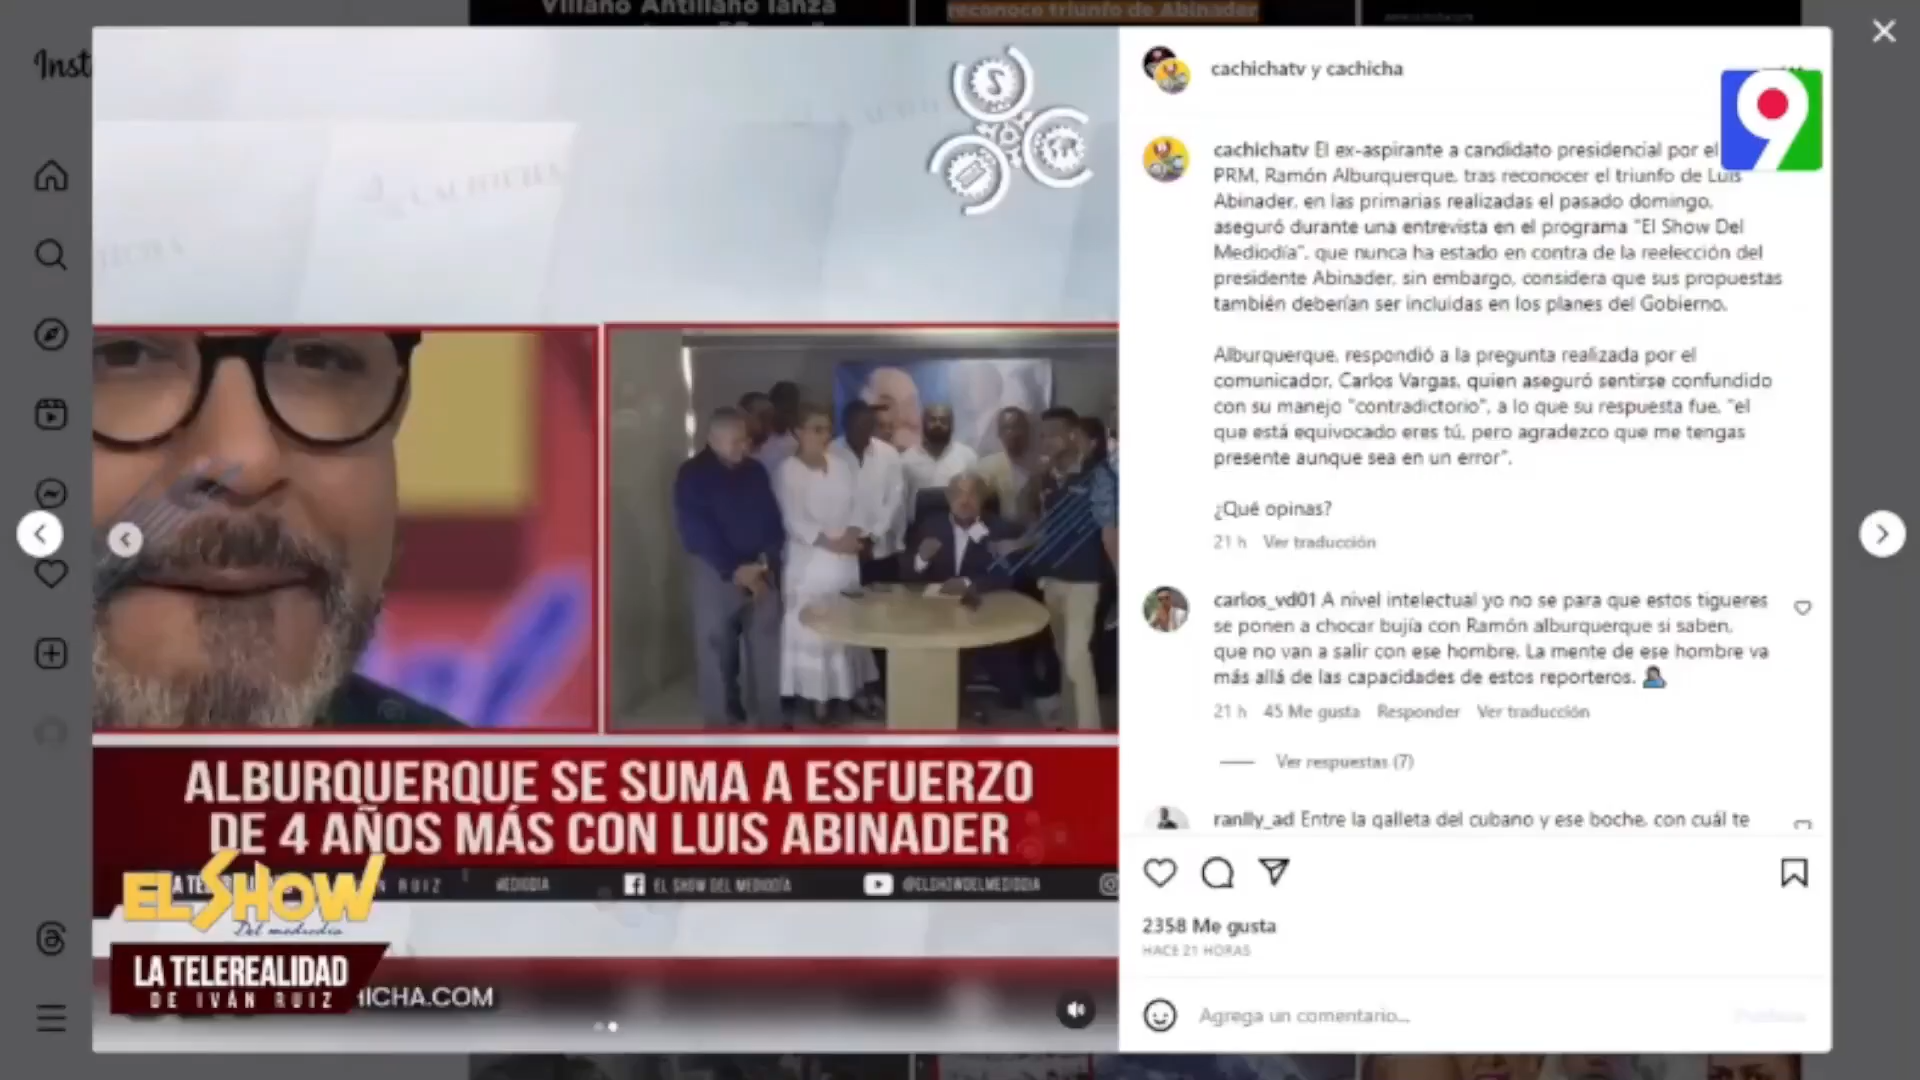 Villano Antillano lanza
reconoce triunfo de Abinader
Inst
cachichatv y cachicha
9
cachichatv El ex-aspirante a candidato presidencial por el
PRM, Ramón Alburquerque, tras reconocer el triunfo de Luis
Abinader, en las primarias realizadas el pasado domingo,
aseguró durante una entrevista en el programa "El Show Del
Mediodía", que nunca ha estado en contra de la reelección del
presidente Abinader, sin embargo, considera que sus propuestas
también deberían ser incluidas en los planes del Gobierno.
Alburquerque, respondió a la pregunta realizada por el
comunicador, Carlos Vargas, quien aseguró sentirse confundido
con su manejo "contradictorio", a lo que su respuesta fue, "el
que está equivocado eres tú, pero agradezco que me tengas
presente aunque sea en un error".
¿Qué opinas?
21 h Ver traducción
carlos_vd01 A nivel intelectual yo no se para que estos tigueres
se ponen a chocar bujía con Ramón alburquerque si saben,
que no van a salir con ese hombre. La mente de ese hombre va
más allá de las capacidades de estos reporteros.
21 h 45 Me gusta Responder Ver traducción
Ver respuestas (7)
ranlly_ad Entre la galleta del cubano y ese boche, con cuál te
2358 Me gusta
HACE 21 HORAS
Agrega un comentario...
CACHICHA
ALBURQUERQUE SE SUMA A ESFUERZO
DE 4 AÑOS MÁS CON LUIS ABINADER
EL SHOW DEL MEDIODÍA @ELSHOWDELMEDIODIA
EL SHOW
Del mediodía
LA TELEREALIDAD
DE IVÁN RUIZ
HICHA.COM